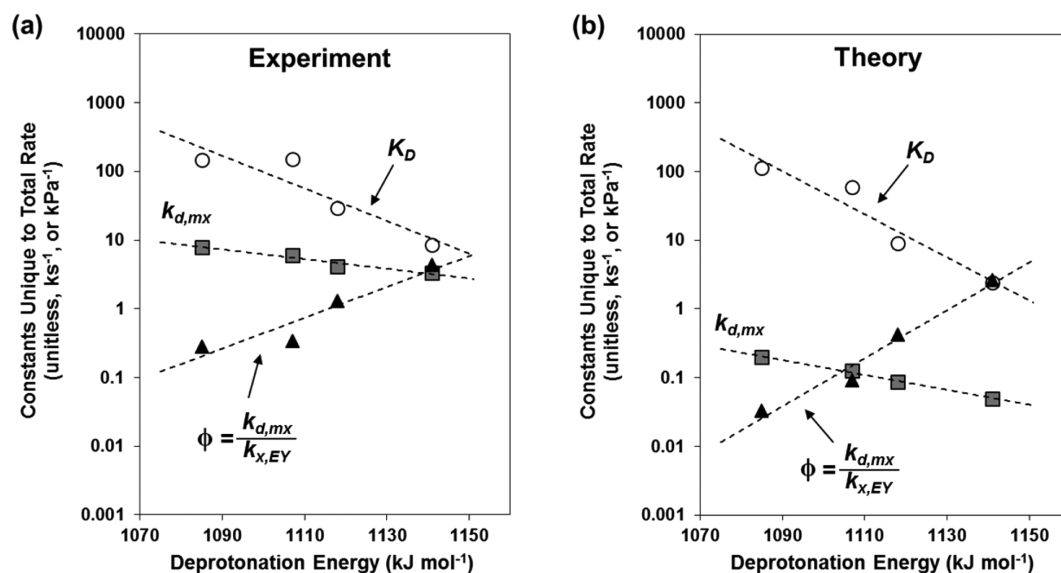 (a)
Experiment
Constants Unique to Total Rate
(unitless, ks⁻¹, or kPa⁻¹)
10000
1000
100
10
1
0.1
0.01
0.001
K_D
k_d,mx
ϕ = k_d,mx / k_x,EY
1070 1090 1110 1130 1150
Deprotonation Energy (kJ mol⁻¹)
(b)
Theory
Constants Unique to Total Rate
(unitless, ks⁻¹, or kPa⁻¹)
10000
1000
100
10
1
0.1
0.01
0.001
K_D
k_d,mx
ϕ = k_d,mx / k_x,EY
1070 1090 1110 1130 1150
Deprotonation Energy (kJ mol⁻¹)